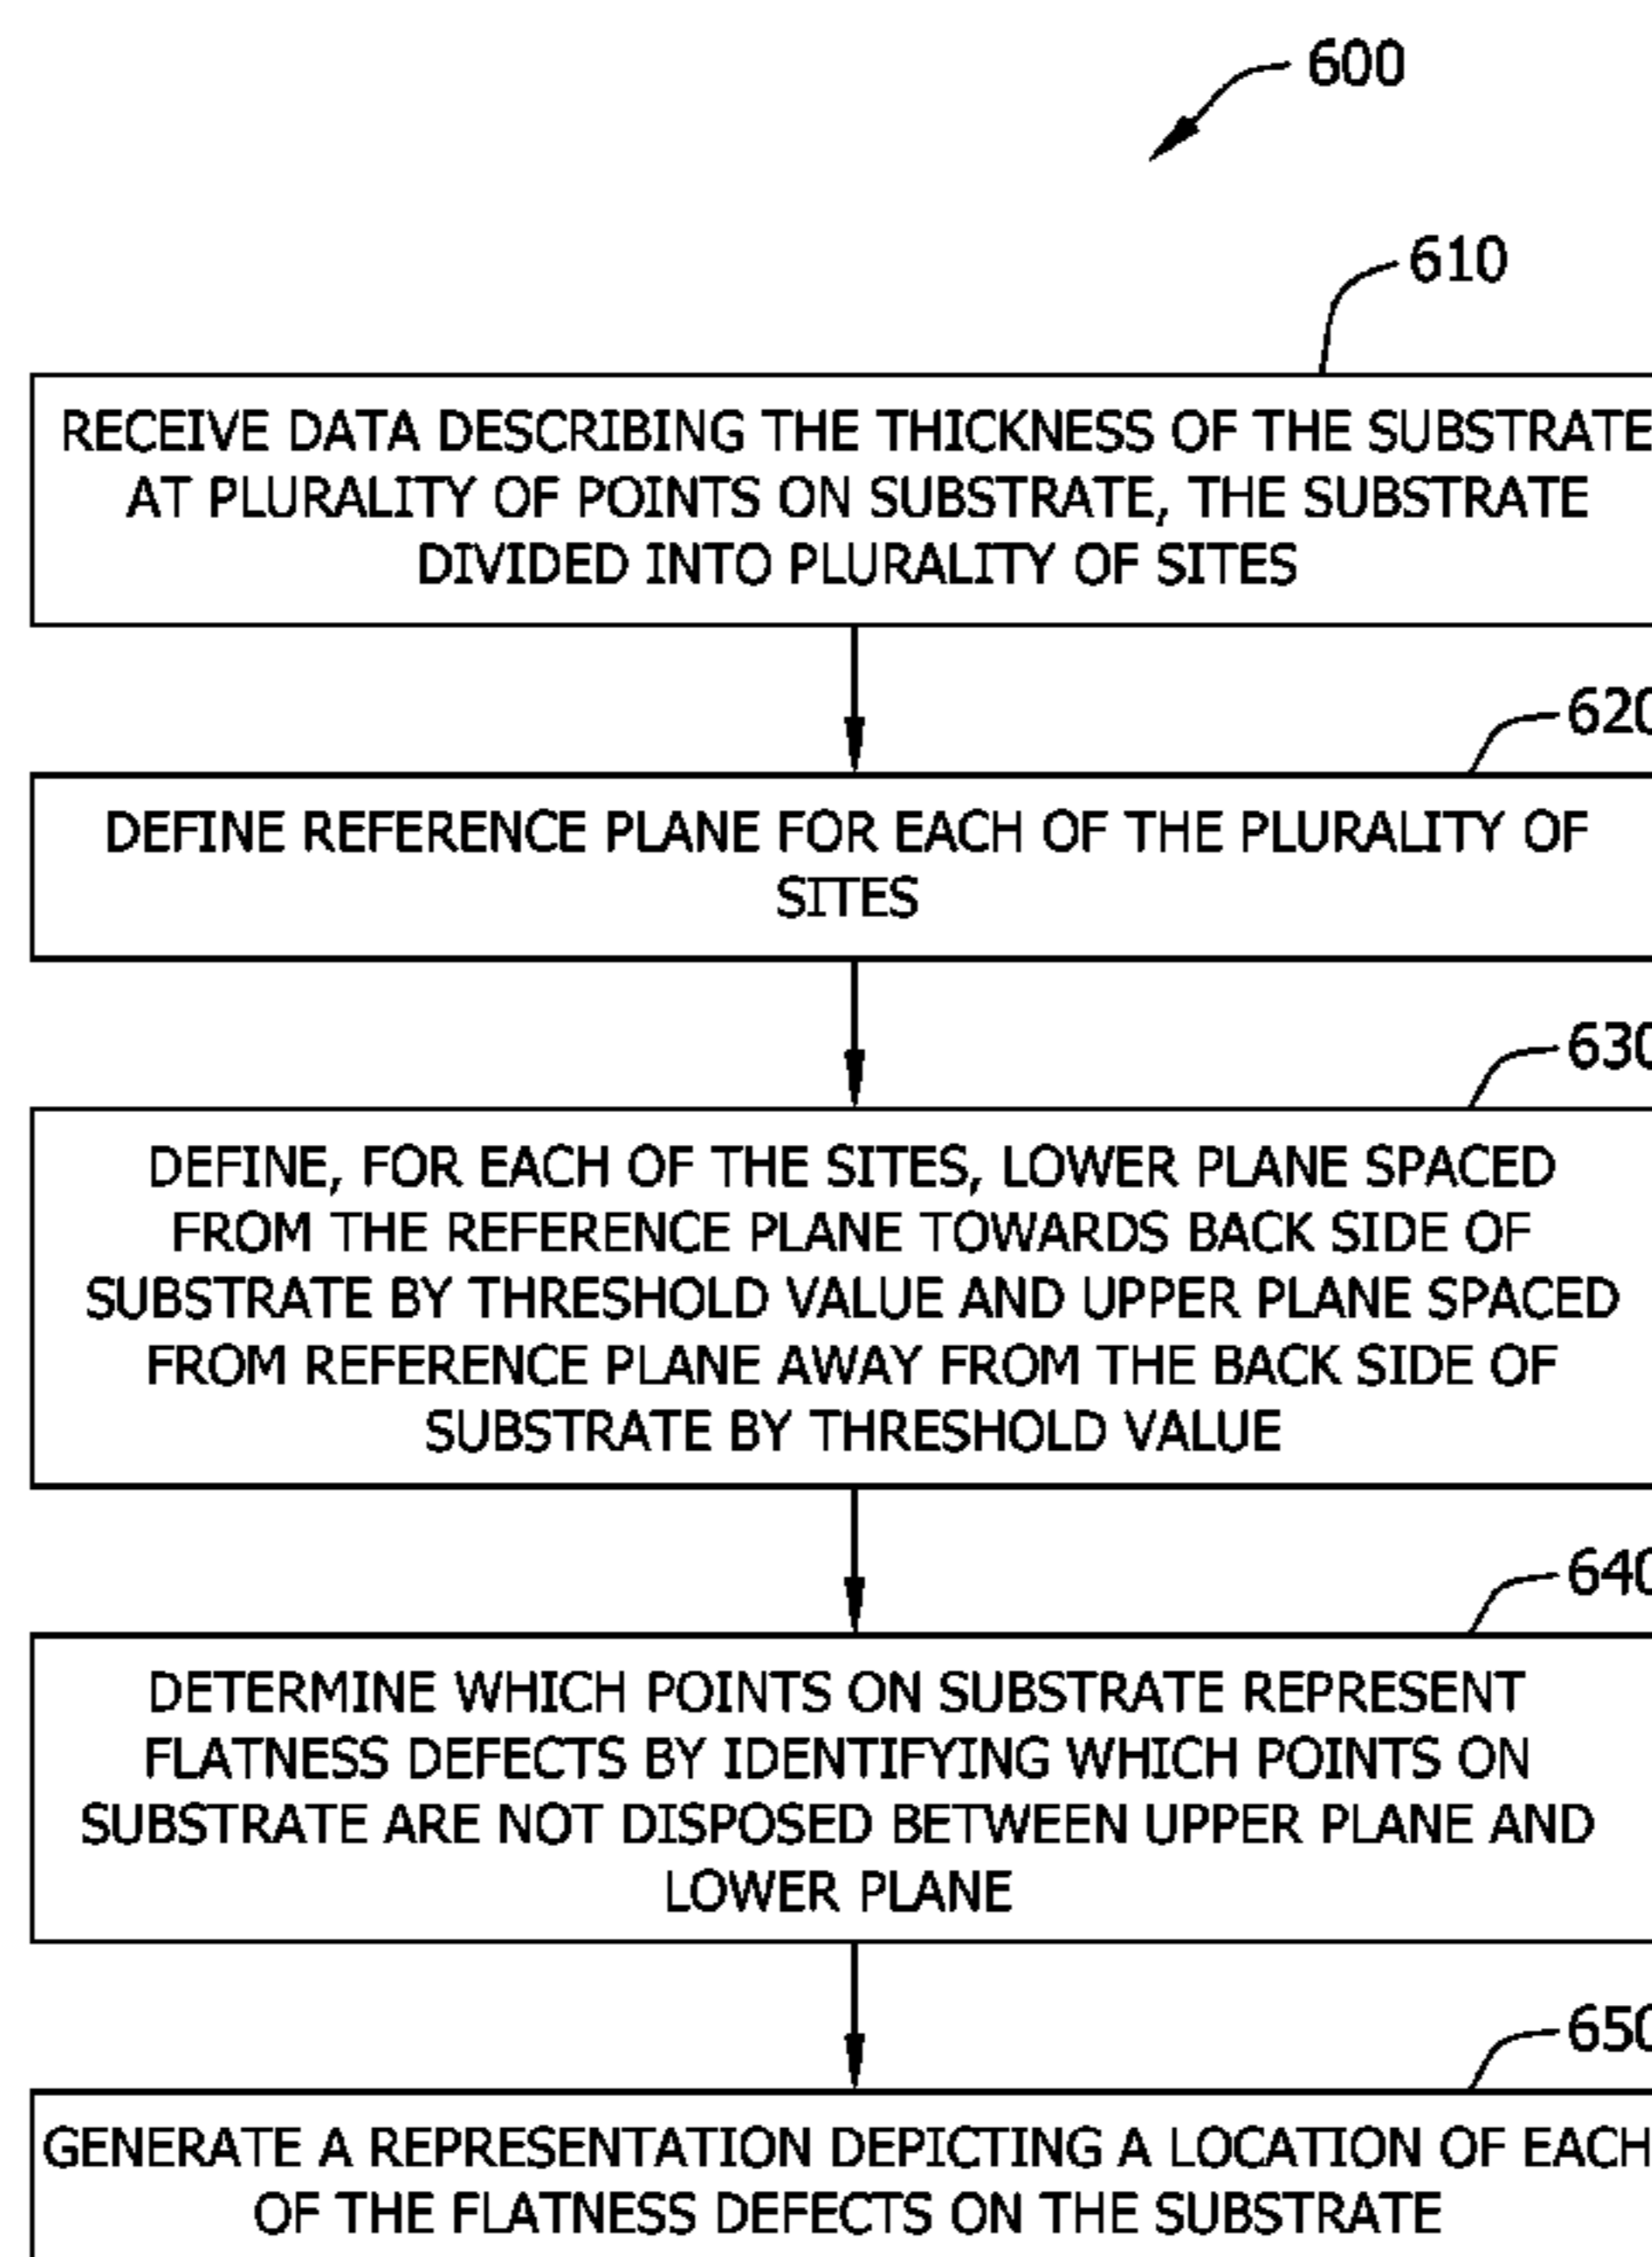 600
610
RECEIVE DATA DESCRIBING THE THICKNESS OF THE SUBSTRATE
AT PLURALITY OF POINTS ON SUBSTRATE, THE SUBSTRATE
DIVIDED INTO PLURALITY OF SITES
620
DEFINE REFERENCE PLANE FOR EACH OF THE PLURALITY OF
SITES
630
DEFINE, FOR EACH OF THE SITES, LOWER PLANE SPACED
FROM THE REFERENCE PLANE TOWARDS BACK SIDE OF
SUBSTRATE BY THRESHOLD VALUE AND UPPER PLANE SPACED
FROM REFERENCE PLANE AWAY FROM THE BACK SIDE OF
SUBSTRATE BY THRESHOLD VALUE
640
DETERMINE WHICH POINTS ON SUBSTRATE REPRESENT
FLATNESS DEFECTS BY IDENTIFYING WHICH POINTS ON
SUBSTRATE ARE NOT DISPOSED BETWEEN UPPER PLANE AND
LOWER PLANE
650
GENERATE A REPRESENTATION DEPICTING A LOCATION OF EACH
OF THE FLATNESS DEFECTS ON THE SUBSTRATE